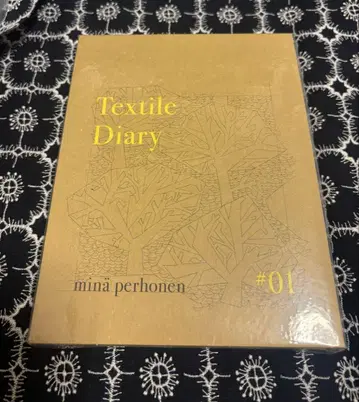 Textile
Diary
minä perhonen
#01